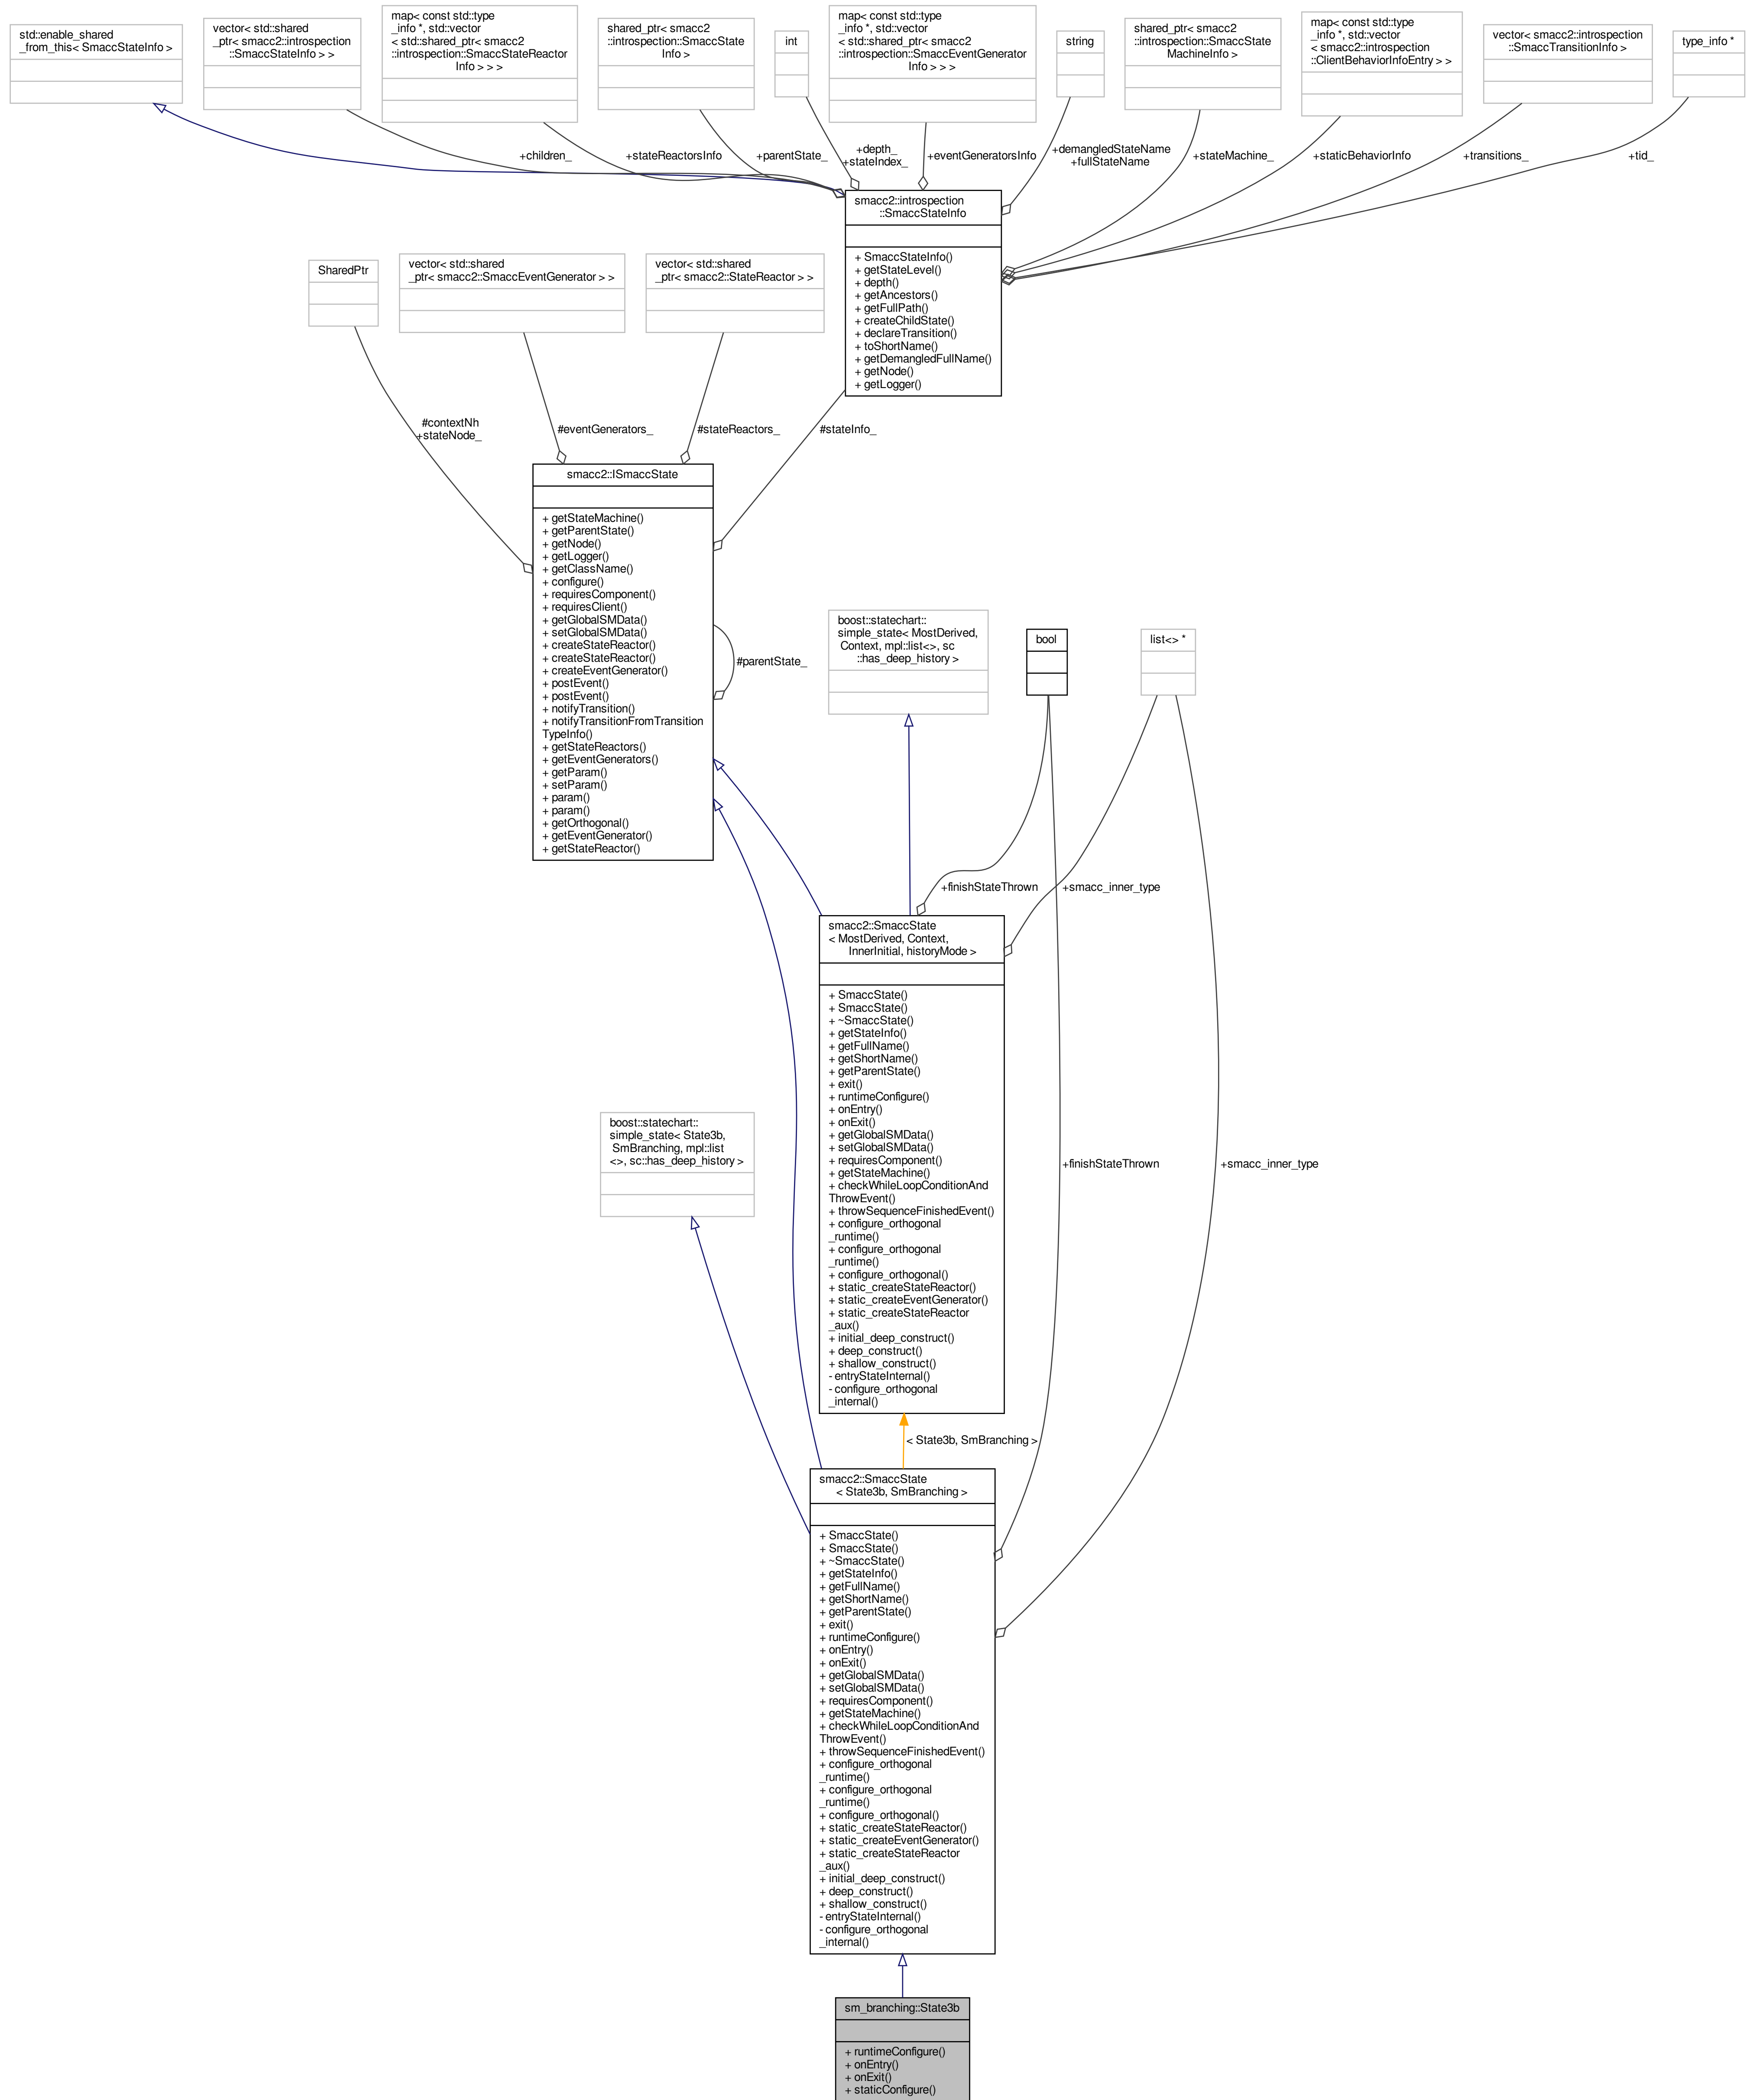 std::enable_shared
_from_this< SmaccStateInfo >
vector< std::shared
_ptr< smacc2::introspection
::SmaccStateInfo > >
map< const std::type
_info *, std::vector
< std::shared_ptr< smacc2
::introspection::SmaccStateReactor
Info > > >
shared_ptr< smacc2
::introspection::SmaccState
Info >
int
map< const std::type
_info *, std::vector
< std::shared_ptr< smacc2
::introspection::SmaccEventGenerator
Info > > >
string
shared_ptr< smacc2
::introspection::SmaccState
MachineInfo >
map< const std::type
_info *, std::vector
< smacc2::introspection
::ClientBehaviorInfoEntry > >
vector< smacc2::introspection
::SmaccTransitionInfo >
type_info *
+children_
+stateReactorsInfo
+parentState_
+depth_
+stateIndex_
+eventGeneratorsInfo
+demangledStateName
+fullStateName
+stateMachine_
+staticBehaviorInfo
+transitions_
+tid_
smacc2::introspection
::SmaccStateInfo
+ SmaccStateInfo()
+ getStateLevel()
+ depth()
+ getAncestors()
+ getFullPath()
+ createChildState()
+ declareTransition()
+ toShortName()
+ getDemangledFullName()
+ getNode()
+ getLogger()
SharedPtr
vector< std::shared
_ptr< smacc2::SmaccEventGenerator > >
vector< std::shared
_ptr< smacc2::StateReactor > >
#contextNh
+stateNode_
#eventGenerators_
#stateReactors_
#stateInfo_
smacc2::ISmaccState
+ getStateMachine()
+ getParentState()
+ getNode()
+ getLogger()
+ getClassName()
+ configure()
+ requiresComponent()
+ requiresClient()
+ getGlobalSMData()
+ setGlobalSMData()
+ createStateReactor()
+ createStateReactor()
+ createEventGenerator()
+ postEvent()
+ postEvent()
+ notifyTransition()
+ notifyTransitionFromTransition
TypeInfo()
+ getStateReactors()
+ getEventGenerators()
+ getParam()
+ setParam()
+ param()
+ param()
+ getOrthogonal()
+ getEventGenerator()
+ getStateReactor()
#parentState_
boost::statechart::
simple_state< MostDerived,
Context, mpl::list<>, sc
::has_deep_history >
bool
list<> *
+finishStateThrown
+smacc_inner_type
smacc2::SmaccState
< MostDerived, Context,
InnerInitial, historyMode >
+ SmaccState()
+ SmaccState()
+ ~SmaccState()
+ getStateInfo()
+ getFullName()
+ getShortName()
+ getParentState()
+ exit()
+ runtimeConfigure()
+ onEntry()
+ onExit()
+ getGlobalSMData()
+ setGlobalSMData()
+ requiresComponent()
+ getStateMachine()
+ checkWhileLoopConditionAnd
ThrowEvent()
+ throwSequenceFinishedEvent()
+ configure_orthogonal
_runtime()
+ configure_orthogonal
_runtime()
+ configure_orthogonal()
+ static_createStateReactor()
+ static_createEventGenerator()
+ static_createStateReactor
_aux()
+ initial_deep_construct()
+ deep_construct()
+ shallow_construct()
- entryStateInternal()
- configure_orthogonal
_internal()
boost::statechart::
simple_state< State3b,
SmBranching, mpl::list
<>, sc::has_deep_history >
+finishStateThrown
+smacc_inner_type
< State3b, SmBranching >
smacc2::SmaccState
< State3b, SmBranching >
+ SmaccState()
+ SmaccState()
+ ~SmaccState()
+ getStateInfo()
+ getFullName()
+ getShortName()
+ getParentState()
+ exit()
+ runtimeConfigure()
+ onEntry()
+ onExit()
+ getGlobalSMData()
+ setGlobalSMData()
+ requiresComponent()
+ getStateMachine()
+ checkWhileLoopConditionAnd
ThrowEvent()
+ throwSequenceFinishedEvent()
+ configure_orthogonal
_runtime()
+ configure_orthogonal
_runtime()
+ configure_orthogonal()
+ static_createStateReactor()
+ static_createEventGenerator()
+ static_createStateReactor
_aux()
+ initial_deep_construct()
+ deep_construct()
+ shallow_construct()
- entryStateInternal()
- configure_orthogonal
_internal()
sm_branching::State3b
+ runtimeConfigure()
+ onEntry()
+ onExit()
+ staticConfigure()